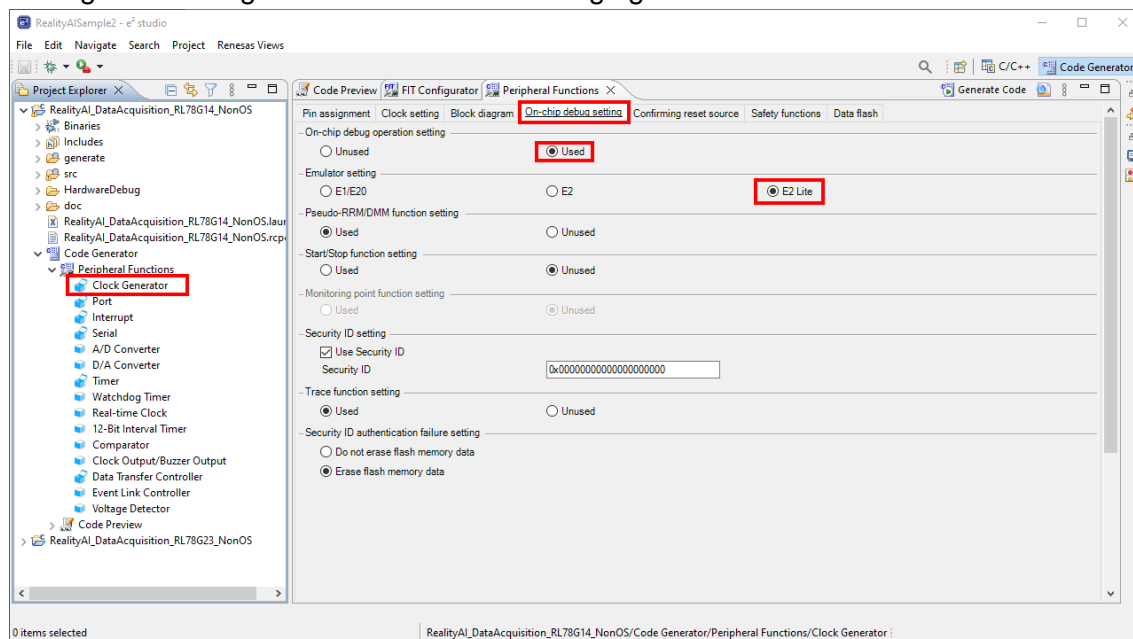 RealityAISample2 - e² studio
File Edit Navigate Search Project Renesas Views
C/C++ Code Generator
Project Explorer
Code Preview FIT Configurator Peripheral Functions Generate Code
RealityAI_DataAcquisition_RL78G14_NonOS
Binaries
Includes
generate
src
HardwareDebug
doc
RealityAI_DataAcquisition_RL78G14_NonOS.laun
RealityAI_DataAcquisition_RL78G14_NonOS.rcp
Code Generator
Peripheral Functions
Clock Generator
Port
Interrupt
Serial
A/D Converter
D/A Converter
Timer
Watchdog Timer
Real-time Clock
12-Bit Interval Timer
Comparator
Clock Output/Buzzer Output
Data Transfer Controller
Event Link Controller
Voltage Detector
Code Preview
RealityAI_DataAcquisition_RL78G23_NonOS
Pin assignment Clock setting Block diagram On-chip debug setting Confirming reset source Safety functions Data flash
On-chip debug operation setting
Unused Used
Emulator setting
E1/E20 E2 E2 Lite
Pseudo-RRM/DMM function setting
Used Unused
Start/Stop function setting
Used Unused
Monitoring point function setting
Used Unused
Security ID setting
Use Security ID
Security ID 0x00000000000000000000
Trace function setting
Used Unused
Security ID authentication failure setting
Do not erase flash memory data
Erase flash memory data
0 items selected
RealityAI_DataAcquisition_RL78G14_NonOS/Code Generator/Peripheral Functions/Clock Generator